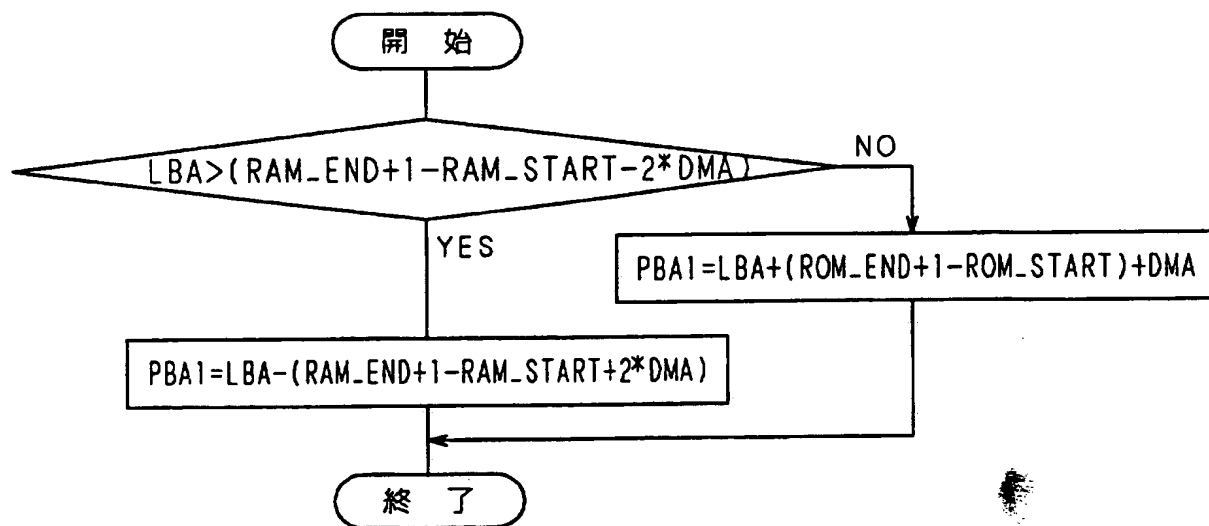 開 始
LBA>(RAM_END+1-RAM_START-2*DMA)
NO
YES
PBA1=LBA+(ROM_END+1-ROM_START)+DMA
PBA1=LBA-(RAM_END+1-RAM_START+2*DMA)
終 了